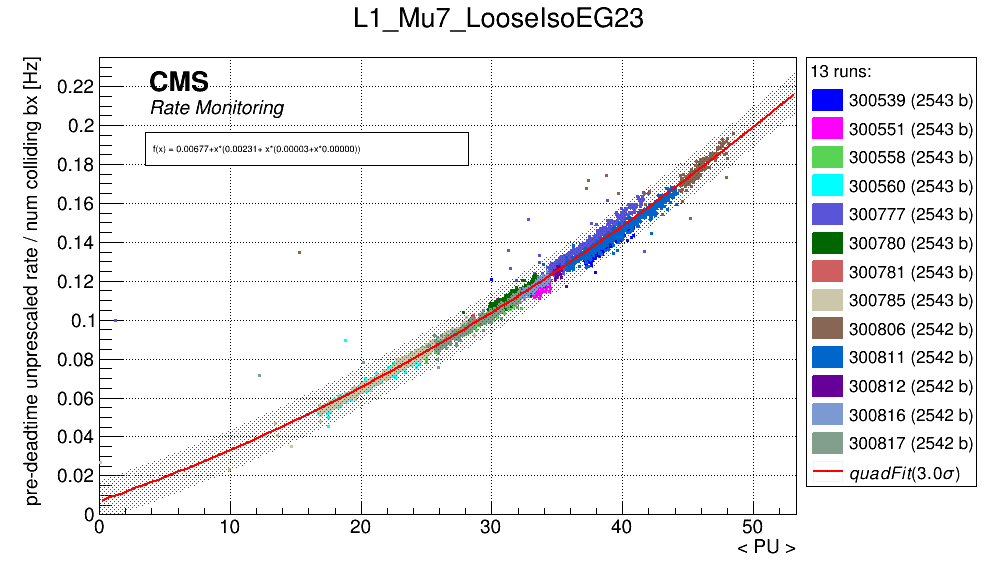 L1_Mu7_LooseIsoEG23
pre-deadtime unprescaled rate / num colliding bx [Hz]
CMS
Rate Monitoring
f(x) = 0.00677+x*(0.00231+ x*(0.00003+x*0.00000))
0.22
0.2
0.18
0.16
0.14
0.12
0.1
0.08
0.06
0.04
0.02
0
0 10 20 30 40 50
< PU >
13 runs:
300539 (2543 b)
300551 (2543 b)
300558 (2543 b)
300560 (2543 b)
300777 (2543 b)
300780 (2543 b)
300781 (2543 b)
300785 (2543 b)
300806 (2542 b)
300811 (2542 b)
300812 (2542 b)
300816 (2542 b)
300817 (2542 b)
quadFit(3.0σ)